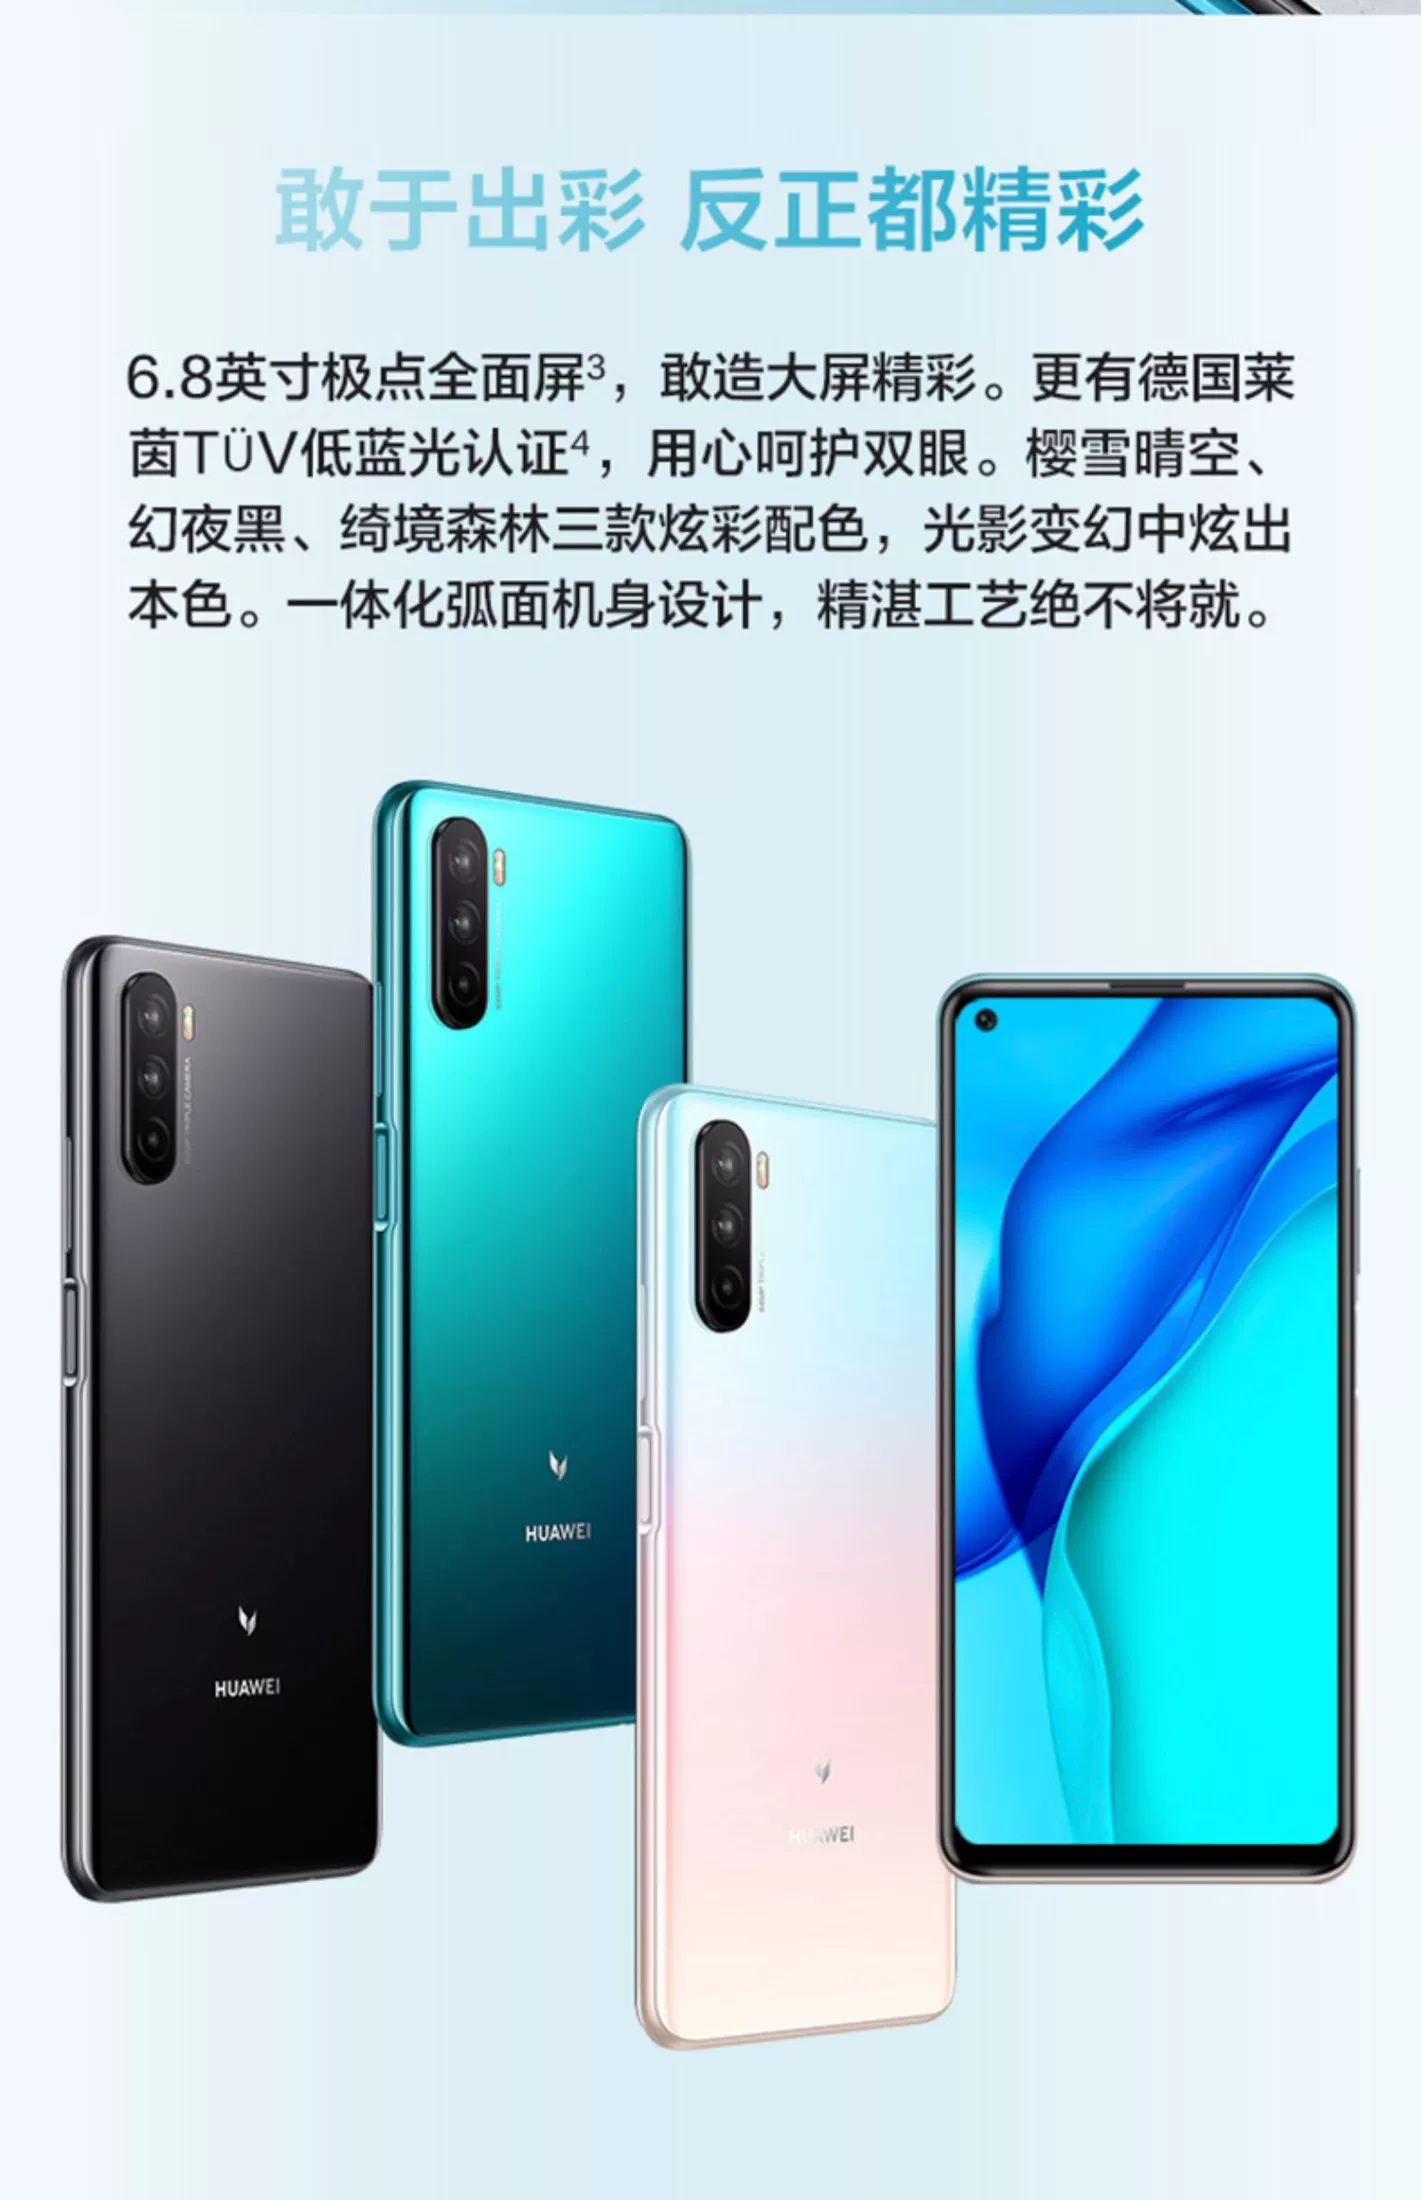 敢于出彩 反正都精彩
6.8英寸极点全面屏³，敢造大屏精彩。更有德国莱
茵TÜV低蓝光认证⁴，用心呵护双眼。樱雪晴空、
幻夜黑、绮境森林三款炫彩配色，光影变幻中炫出
本色。一体化弧面机身设计，精湛工艺绝不将就。
HUAWEI
HUAWEI
HUAWEI